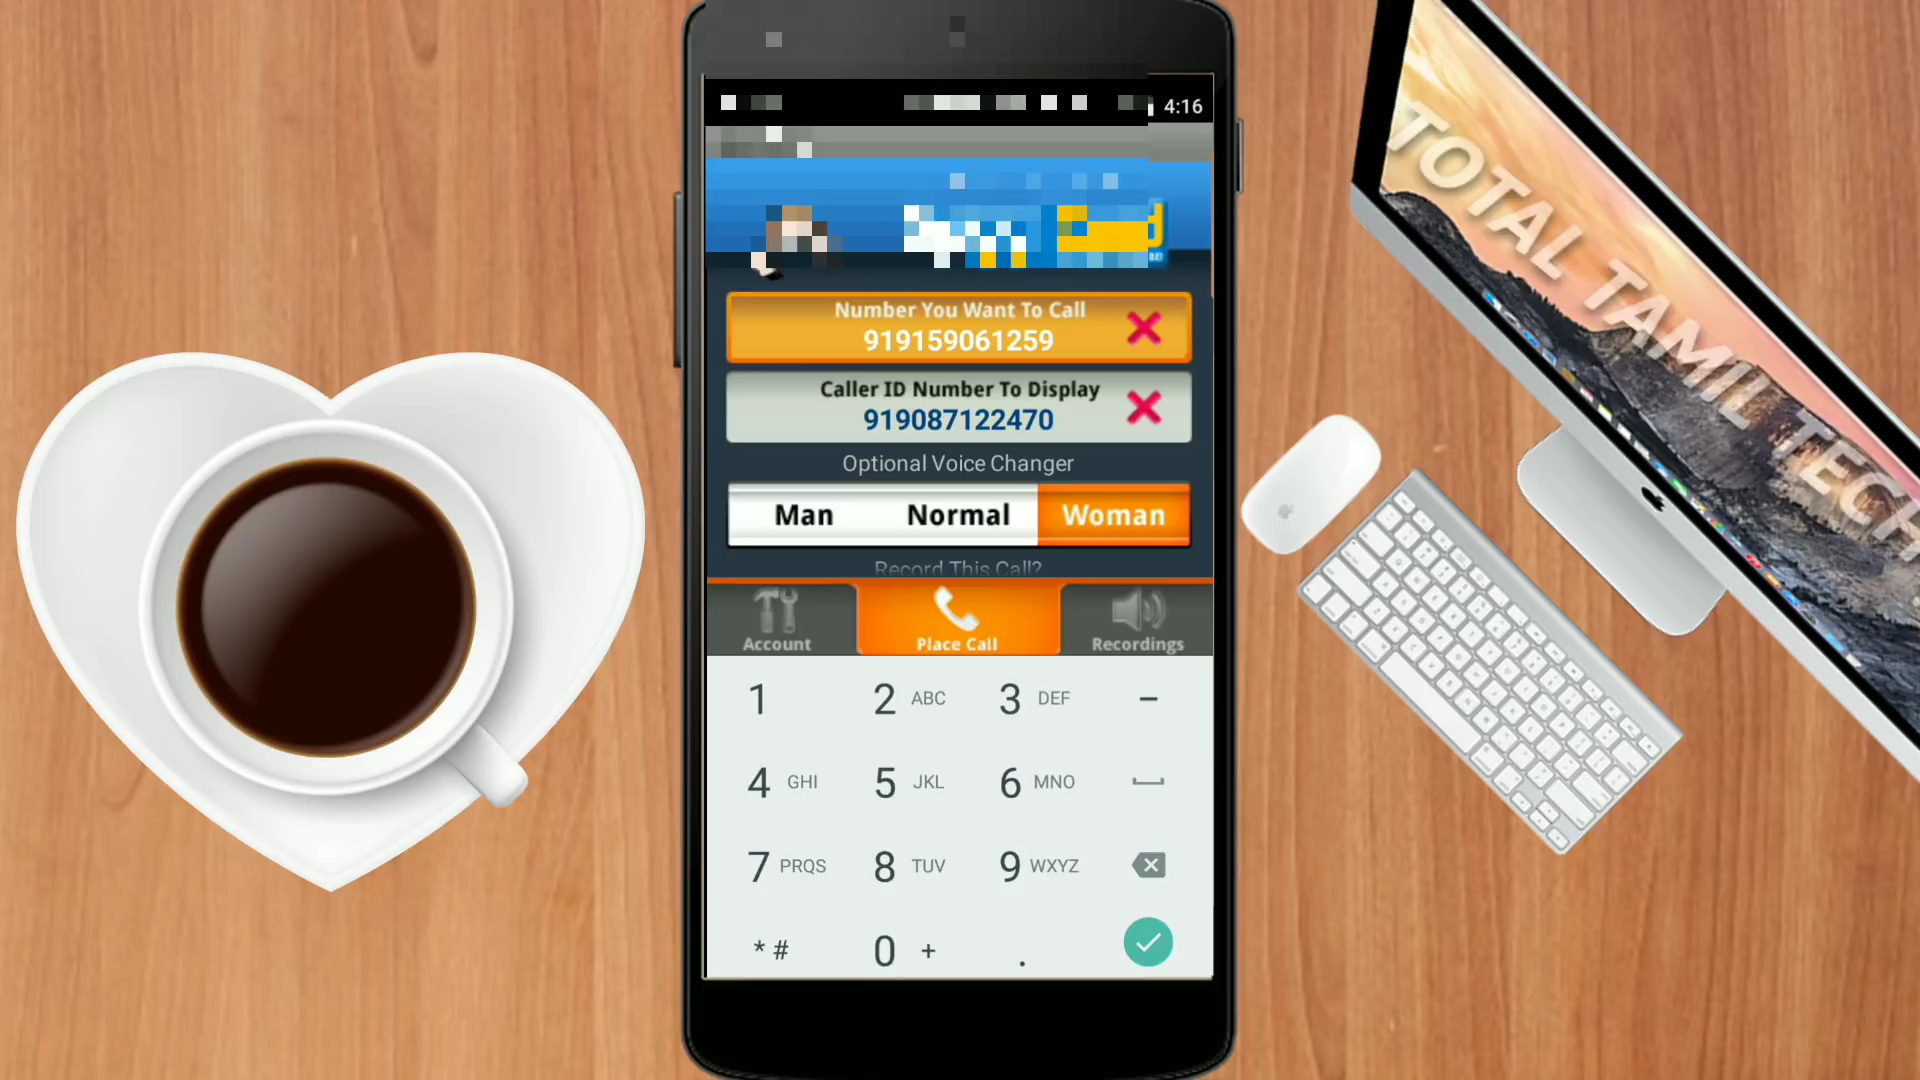 4:16
Number You Want To Call
919159061259
Caller ID Number To Display
919087122470
Optional Voice Changer
Man Normal Woman
Record This Call?
Account Place Call Recordings
1 2 ABC 3 DEF –
4 GHI 5 JKL 6 MNO
7 PRQS 8 TUV 9 WXYZ
* # 0 + .
TOTAL TAMIL TECH